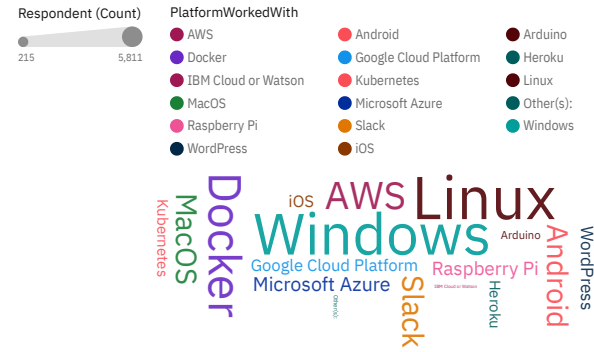 Respondent (Count)
215 5,811
PlatformWorkedWith
AWS Android Arduino
Docker Google Cloud Platform Heroku
IBM Cloud or Watson Kubernetes Linux
MacOS Microsoft Azure Other(s):
Raspberry Pi Slack Windows
WordPress iOS
Kubernetes
MacOS
Docker
iOS
AWS
Linux
Windows
Arduino
Google Cloud Platform
Raspberry Pi
Microsoft Azure
IBM Cloud or Watson
Other(s):
Slack
Heroku
Android
WordPress